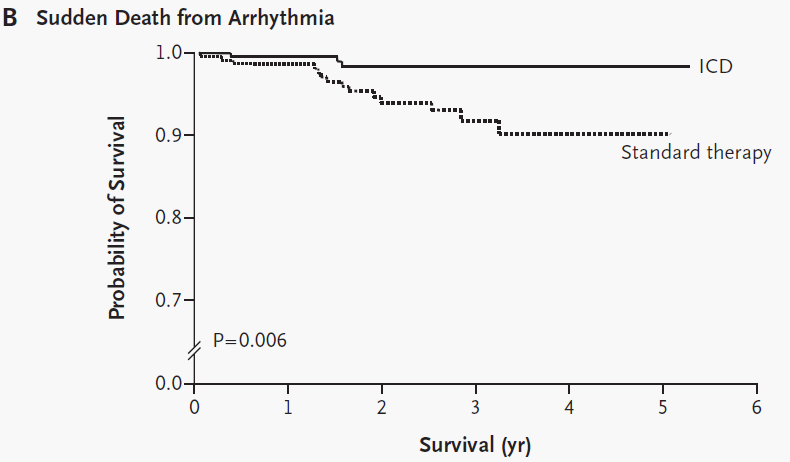 B Sudden Death from Arrhythmia
1.0
ICD
0.9
Standard therapy
Probability of Survival
0.8
0.7
P=0.006
0.0
0 1 2 3 4 5 6
Survival (yr)